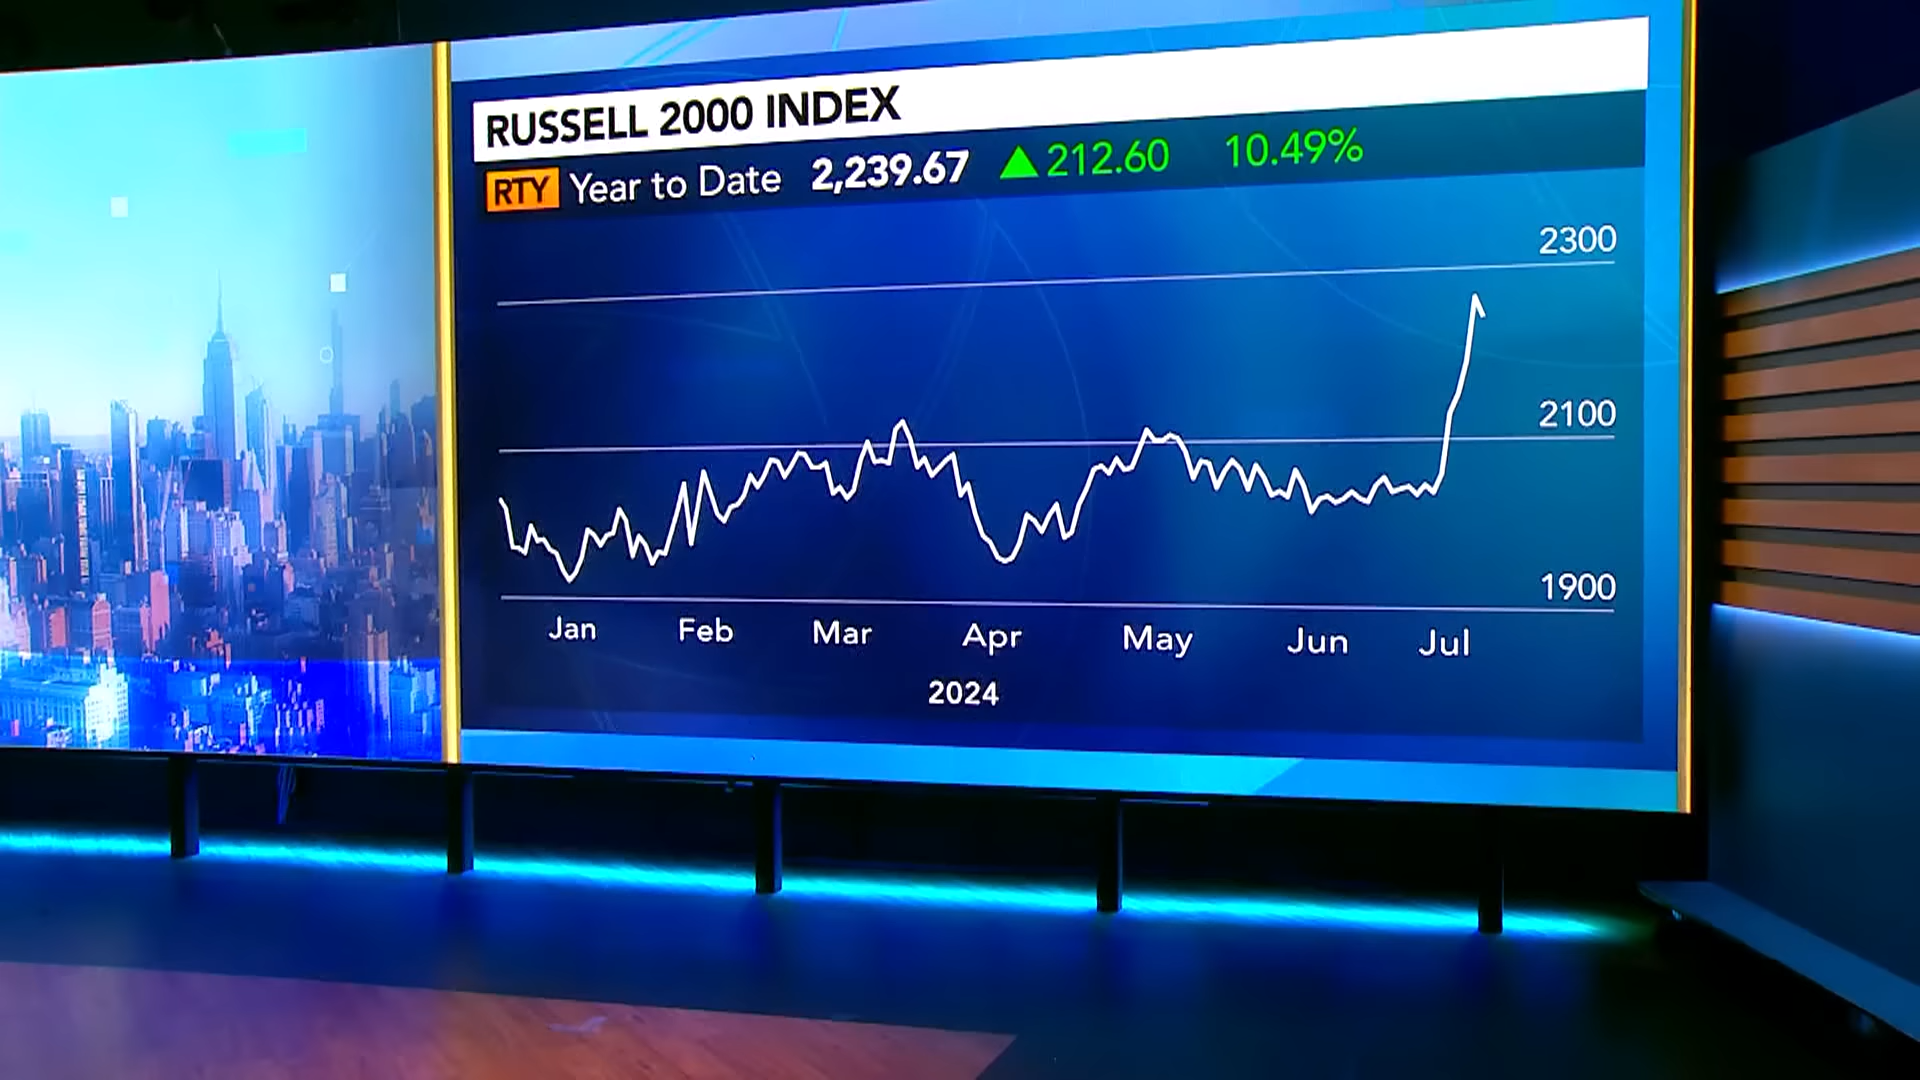 RUSSELL 2000 INDEX
RTY Year to Date 2,239.67 ▲212.60 10.49%
2300
2100
1900
Jan Feb Mar Apr May Jun Jul
2024